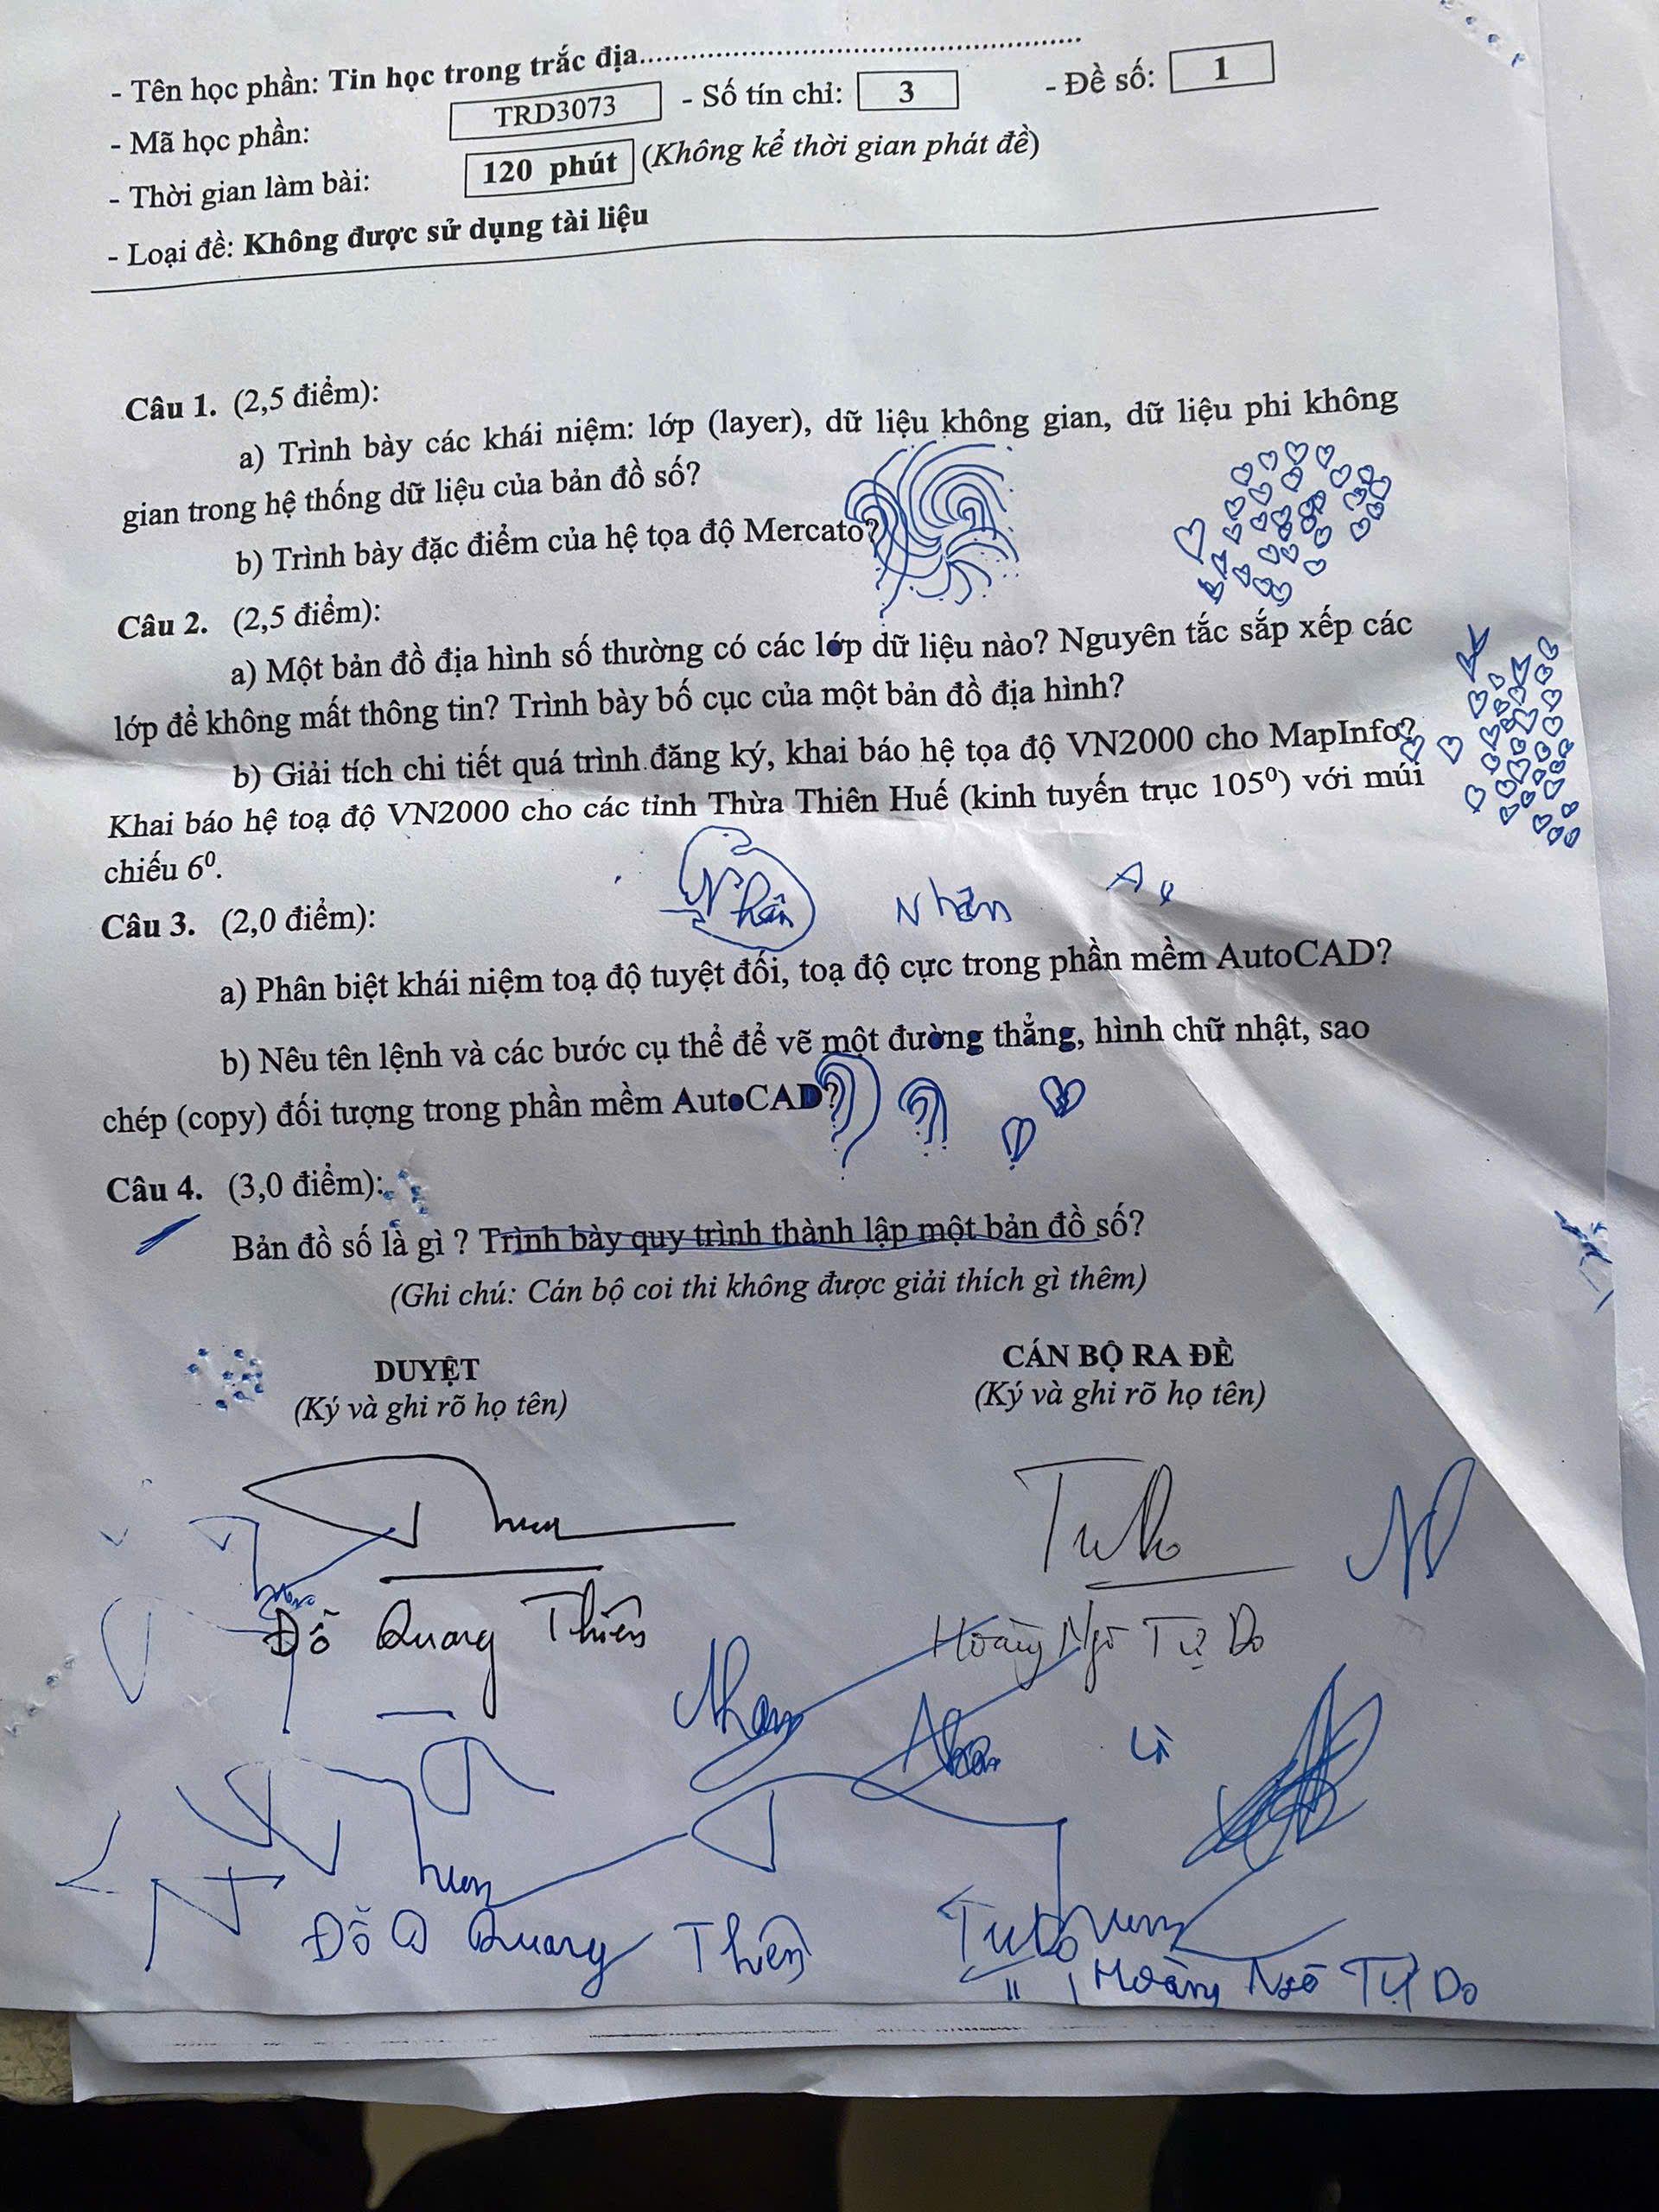 - Tên học phần: Tin học trong trắc địa................................................
- Mã học phần: TRD3073 - Số tín chỉ: 3 - Đề số: 1
- Thời gian làm bài: 120 phút (Không kể thời gian phát đề)
- Loại đề: Không được sử dụng tài liệu
Câu 1. (2,5 điểm):
a) Trình bày các khái niệm: lớp (layer), dữ liệu không gian, dữ liệu phi không
gian trong hệ thống dữ liệu của bản đồ số?
b) Trình bày đặc điểm của hệ tọa độ Mercato?
Câu 2. (2,5 điểm):
a) Một bản đồ địa hình số thường có các lớp dữ liệu nào? Nguyên tắc sắp xếp các
lớp để không mất thông tin? Trình bày bố cục của một bản đồ địa hình?
b) Giải tích chi tiết quá trình đăng ký, khai báo hệ tọa độ VN2000 cho MapInfo?
Khai báo hệ toạ độ VN2000 cho các tỉnh Thừa Thiên Huế (kinh tuyến trục 105⁰) với múi
chiếu 6⁰.
Nhân Nhân
Câu 3. (2,0 điểm):
a) Phân biệt khái niệm toạ độ tuyệt đối, toạ độ cực trong phần mềm AutoCAD?
b) Nêu tên lệnh và các bước cụ thể để vẽ một đường thẳng, hình chữ nhật, sao
chép (copy) đối tượng trong phần mềm AutoCAD?
Câu 4. (3,0 điểm):
Bản đồ số là gì ? Trình bày quy trình thành lập một bản đồ số?
(Ghi chú: Cán bộ coi thi không được giải thích gì thêm)
DUYỆT CÁN BỘ RA ĐỀ
(Ký và ghi rõ họ tên) (Ký và ghi rõ họ tên)
Đỗ Quang Thiên Hoàng Ngô Tự Do
Đỗ Q Quang Thiên Hoàng Ngô Tự Do